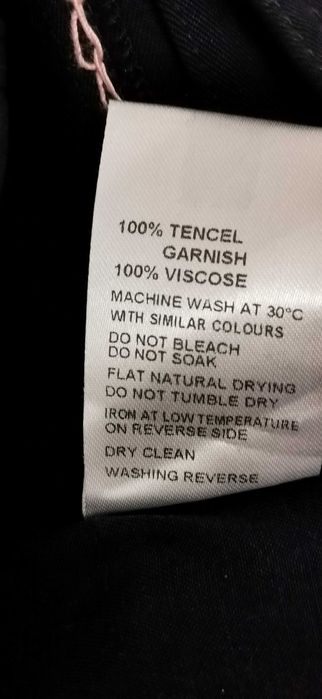 100% TENCEL
GARNISH
100% VISCOSE
MACHINE WASH AT 30°C
WITH SIMILAR COLOURS
DO NOT BLEACH
DO NOT SOAK
FLAT NATURAL DRYING
DO NOT TUMBLE DRY
IRON AT LOW TEMPERATURE
ON REVERSE SIDE
DRY CLEAN
WASHING REVERSE